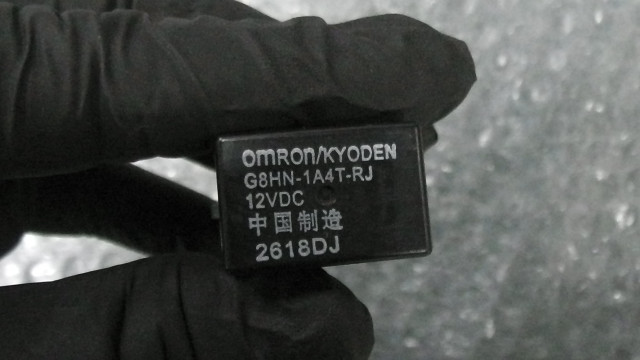 omRon/KYODEN
G8HN-1A4T-RJ
12VDC
中国制造
2618DJ